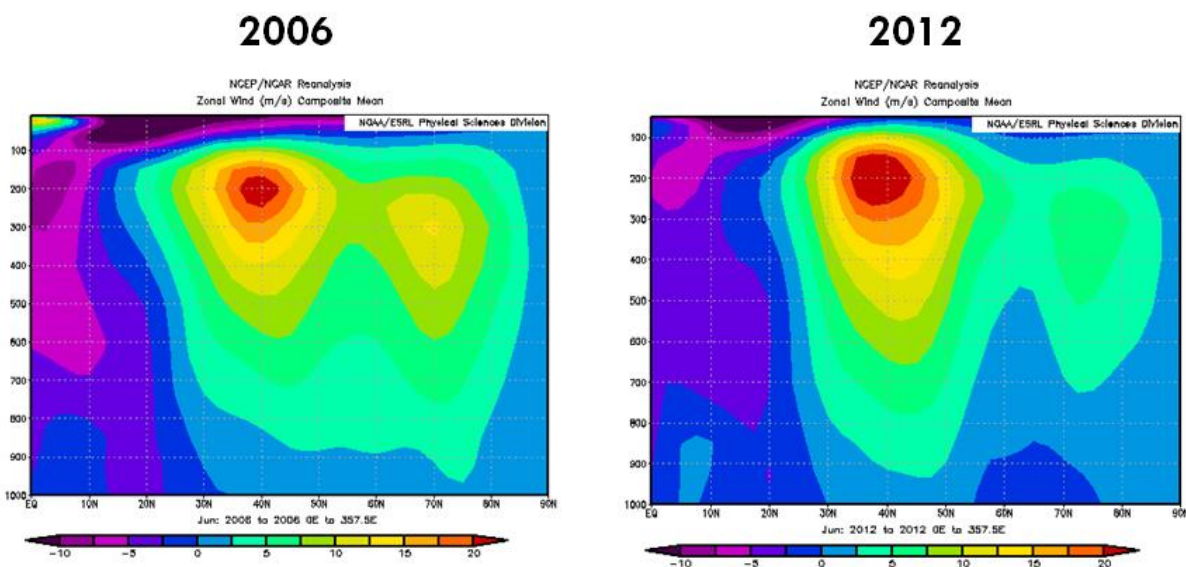 2006
NCEP/NCAR Reanalysis
Zonal Wind (m/s) Composite Mean
NOAA/ESRL Physical Sciences Division
100
200
300
400
500
600
700
800
900
1000
EQ 10N 20N 30N 40N 50N 60N 70N 80N 90N
Jun: 2006 to 2006 0E to 357.5E
-10 -5 0 5 10 15 20
2012
NCEP/NCAR Reanalysis
Zonal Wind (m/s) Composite Mean
NOAA/ESRL Physical Sciences Division
100
200
300
400
500
600
700
800
900
1000
EQ 10N 20N 30N 40N 50N 60N 70N 80N 90N
Jun: 2012 to 2012 0E to 357.5E
-10 -5 0 5 10 15 20